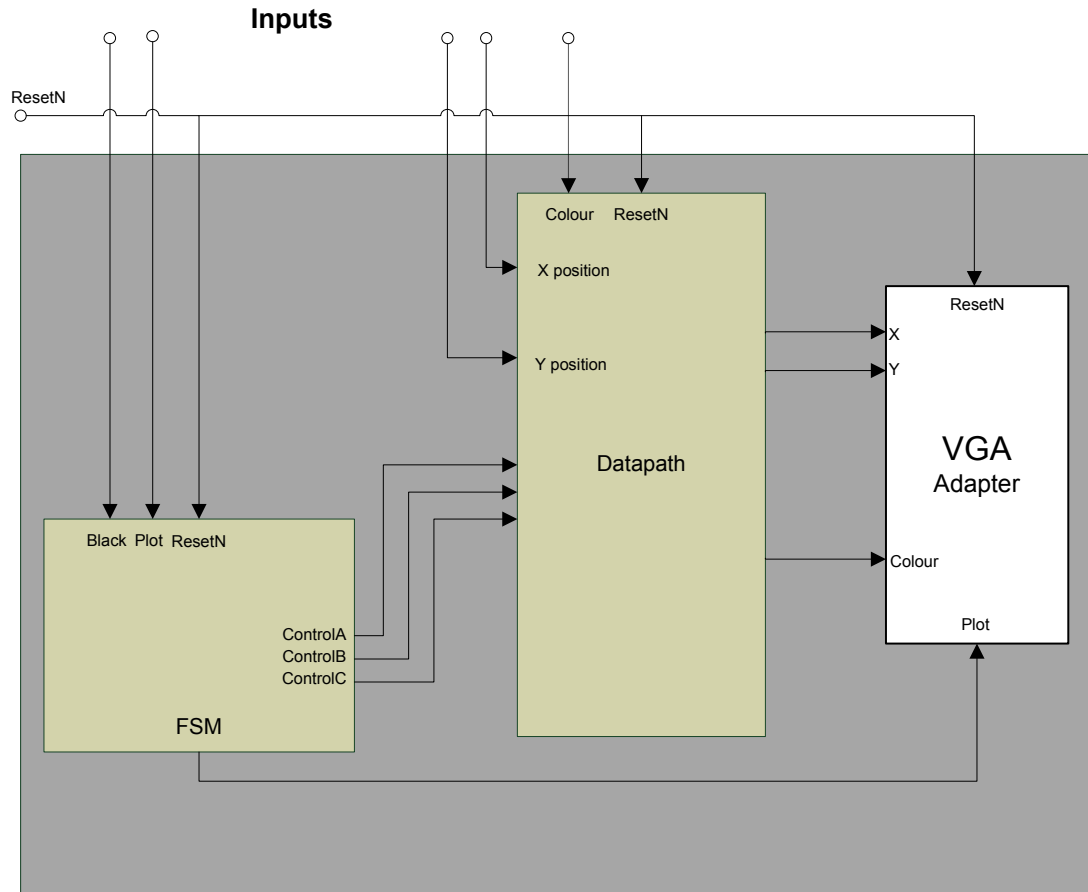 Inputs
ResetN
Colour ResetN
X position
ResetN
X
Y position
Y
Datapath
VGA
Adapter
Black Plot ResetN
Colour
Plot
ControlA
ControlB
ControlC
FSM